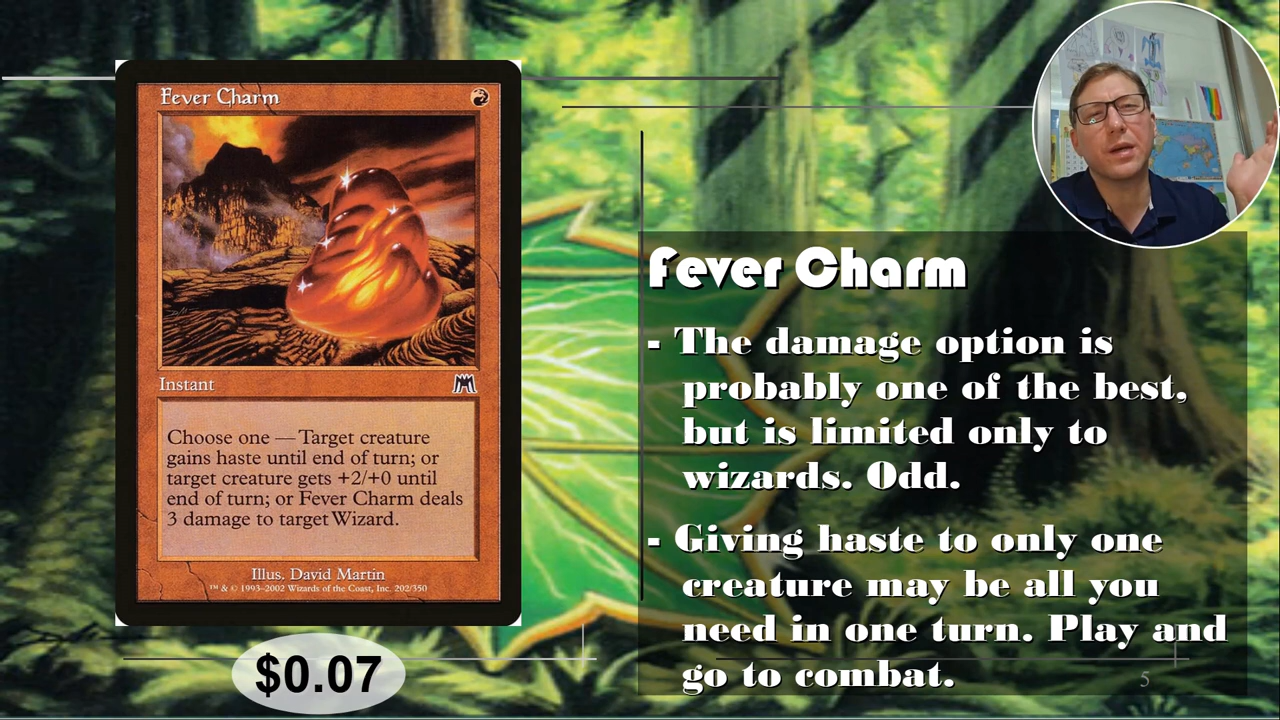 Fever Charm
Instant
Choose one — Target creature
gains haste until end of turn; or
target creature gets +2/+0 until
end of turn; or Fever Charm deals
3 damage to target Wizard.
Illus. David Martin
™ & © 1993–2002 Wizards of the Coast, Inc. 202/350
$0.07
Fever Charm
- The damage option is
probably one of the best,
but is limited only to
wizards. Odd.
- Giving haste to only one
creature may be all you
need in one turn. Play and
go to combat.
5